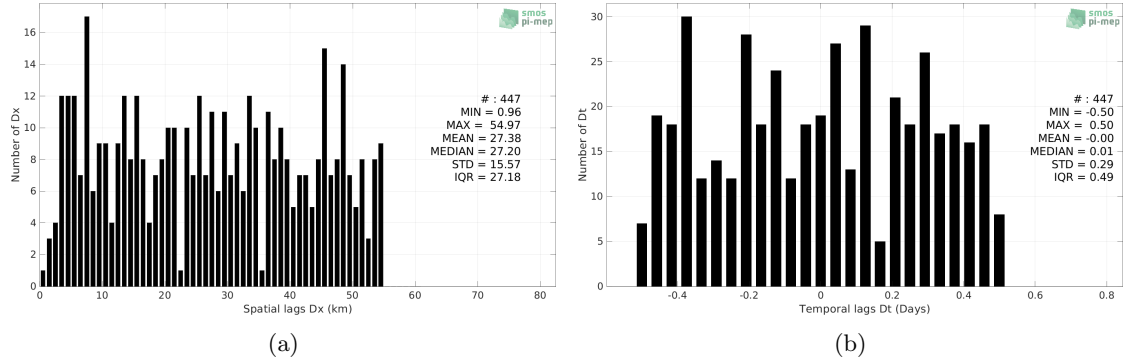 smos
pi-mep
16
14
12
10
8
6
4
2
0
Number of Dx
# : 447
MIN = 0.96
MAX = 54.97
MEAN = 27.38
MEDIAN = 27.20
STD = 15.57
IQR = 27.18
0 10 20 30 40 50 60 70 80
Spatial lags Dx (km)
(a)
smos
pi-mep
30
25
20
15
10
5
0
Number of Dt
# : 447
MIN = -0.50
MAX = 0.50
MEAN = -0.00
MEDIAN = 0.01
STD = 0.29
IQR = 0.49
-0.4 -0.2 0 0.2 0.4 0.6 0.8
Temporal lags Dt (Days)
(b)